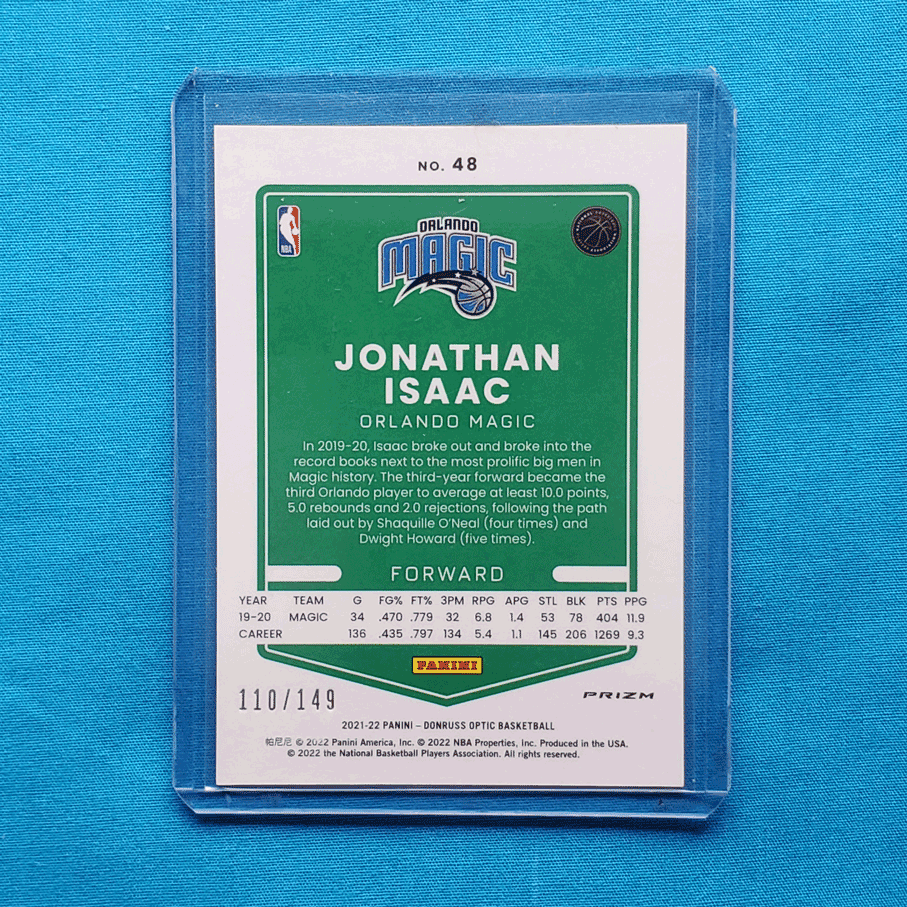 NO. 48
NBA
ORLANDO
MAGIC
JONATHAN
ISAAC
ORLANDO MAGIC
In 2019-20, Isaac broke out and broke into the
record books next to the most prolific big men in
Magic history. The third-year forward became the
third Orlando player to average at least 10.0 points,
5.0 rebounds and 2.0 rejections, following the path
laid out by Shaquille O'Neal (four times) and
Dwight Howard (five times).
FORWARD
YEAR TEAM G FG% FT% 3PM RPG APG STL BLK PTS PPG
19-20 MAGIC 34 .470 .779 32 6.8 1.4 53 78 404 11.9
CAREER 136 .435 .797 134 5.4 1.1 145 206 1269 9.3
PANINI
110/149
PRIZM
2021-22 PANINI – DONRUSS OPTIC BASKETBALL
帕尼尼 © 2022 Panini America, Inc. © 2022 NBA Properties, Inc. Produced in the USA.
© 2022 the National Basketball Players Association. All rights reserved.